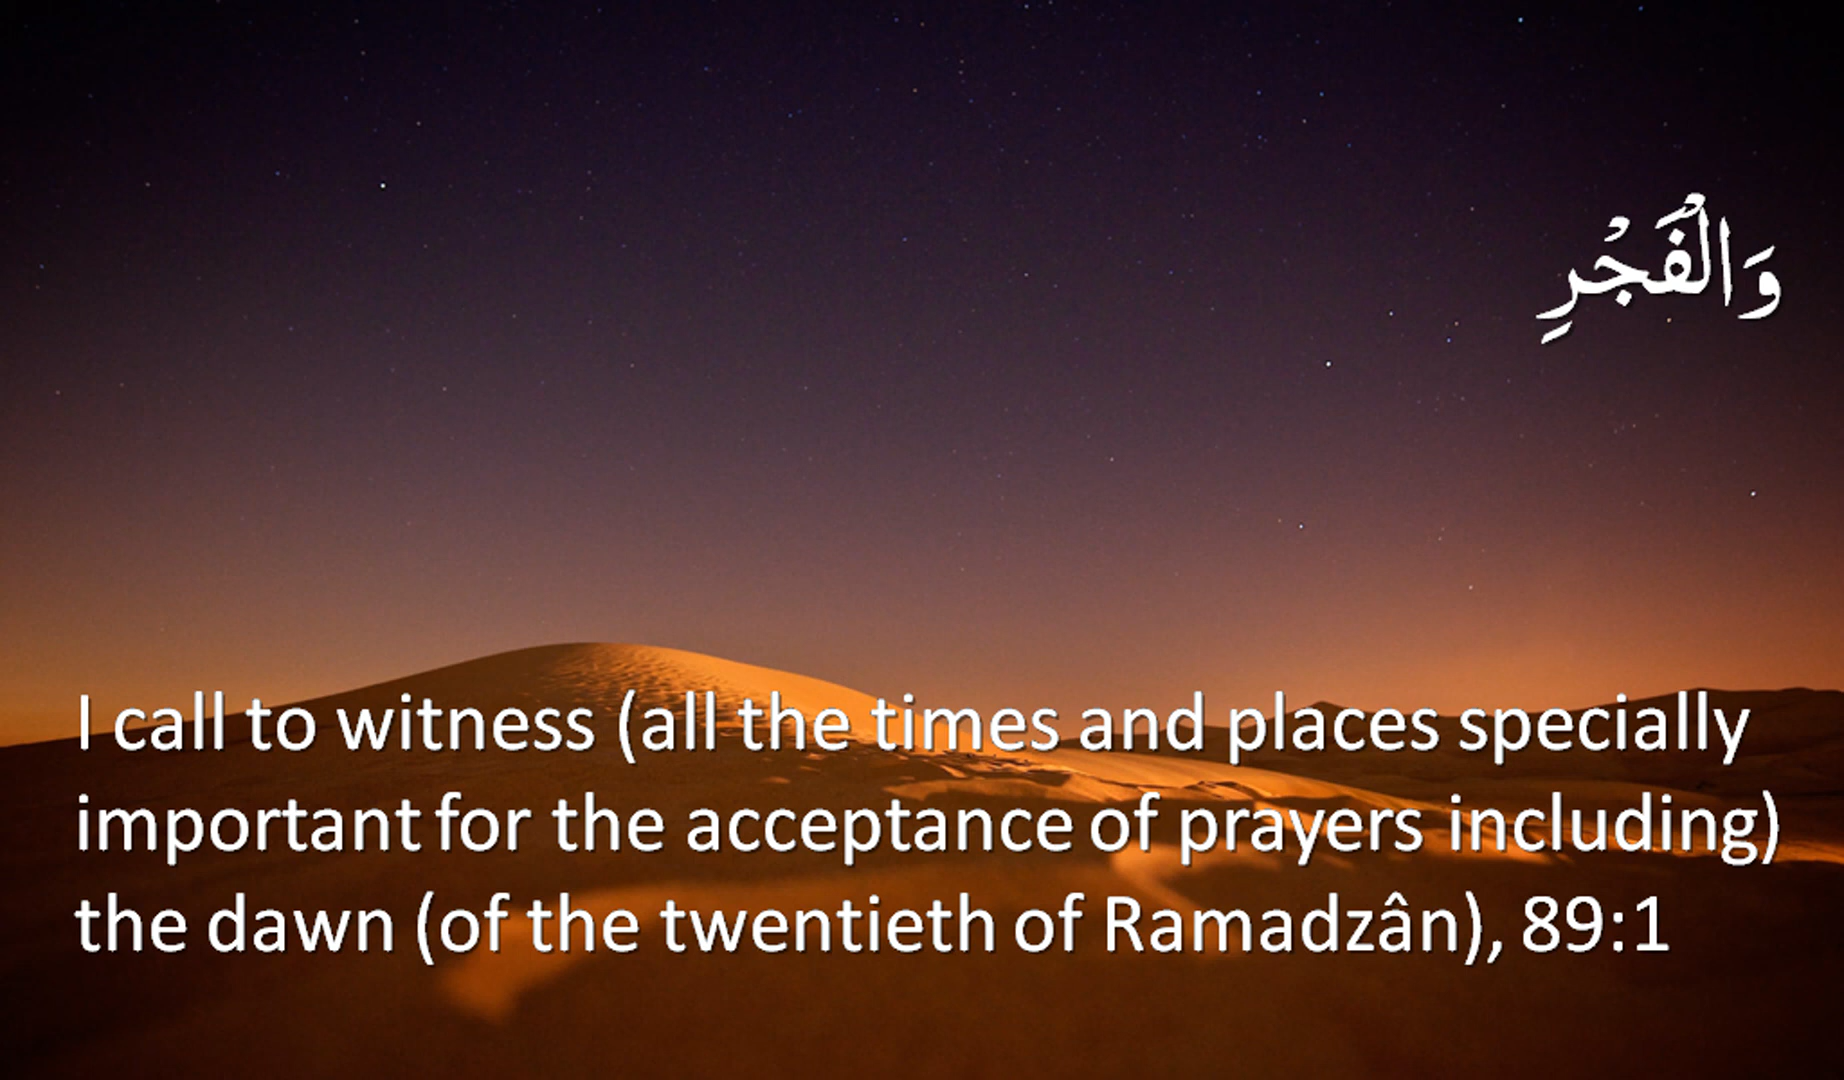 وَالْفَجْرِ
I call to witness (all the times and places specially
important for the acceptance of prayers including)
the dawn (of the twentieth of Ramadzân), 89:1